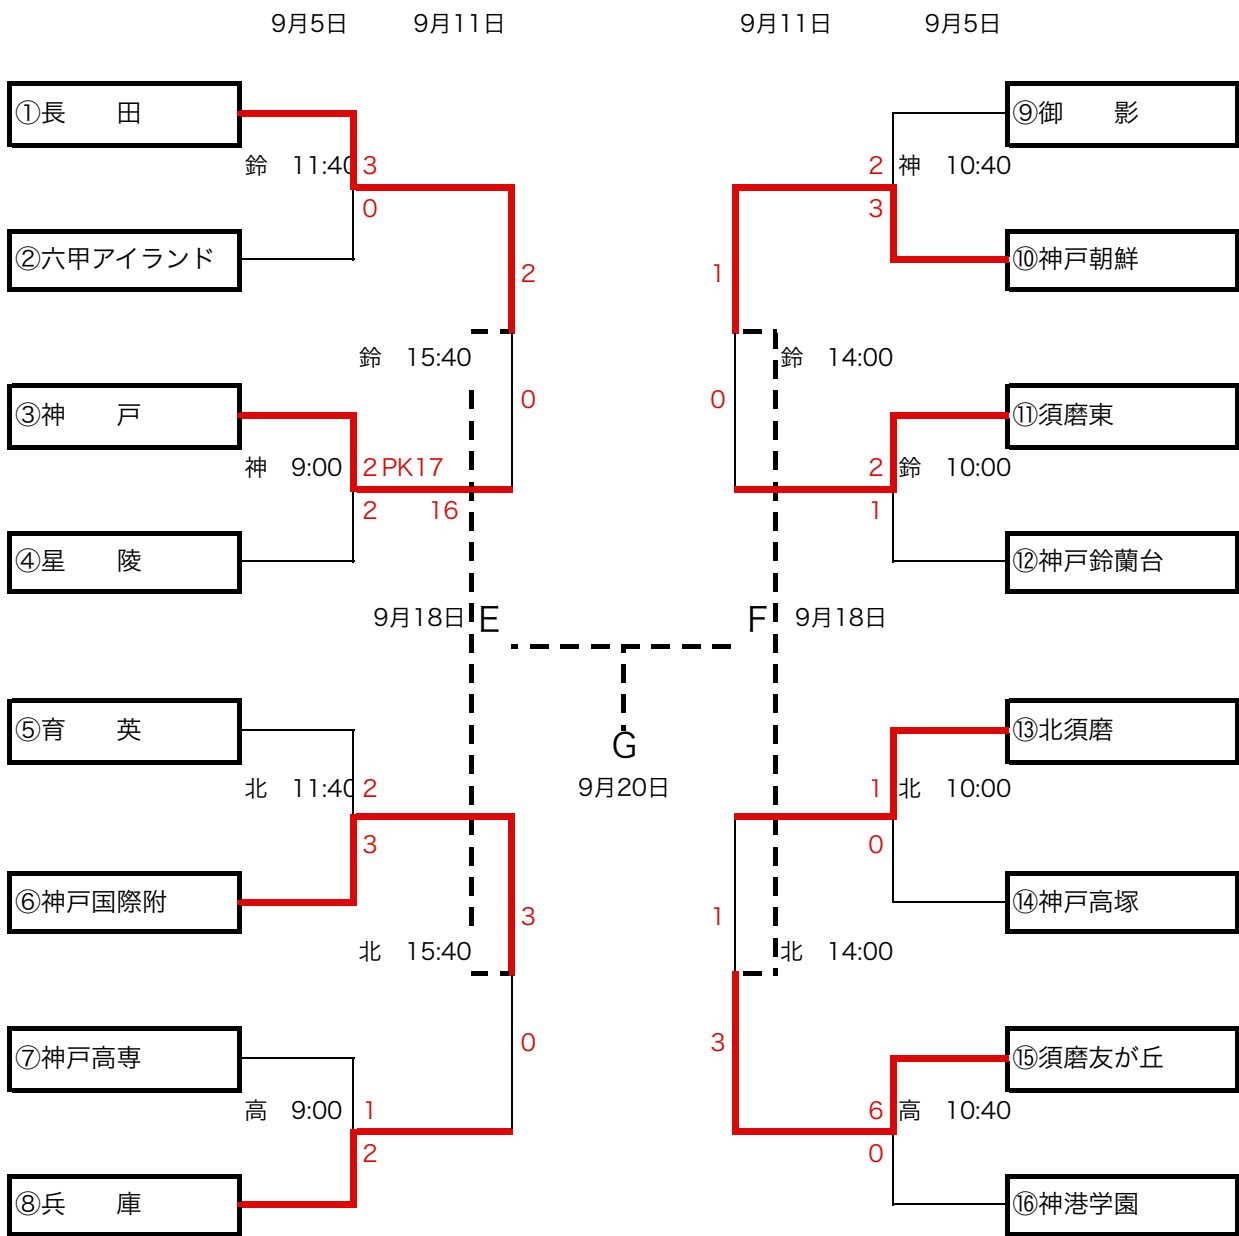 9月5日 9月11日 9月11日 9月5日
①長　　田
⑨御　　影
鈴　11:40 3
2 神　10:40
0
3
②六甲アイランド
⑩神戸朝鮮
2
1
鈴　15:40
鈴　14:00
0
0
③神　　戸
⑪須磨東
神　9:00 2 PK17
2 鈴　10:00
2 16
1
④星　　陵
⑫神戸鈴蘭台
9月18日 E
F 9月18日
⑤育　　英
⑬北須磨
G
9月20日
北　11:40 2
1 北　10:00
3
0
⑥神戸国際附
⑭神戸高塚
3
1
北　15:40
北　14:00
0
3
⑦神戸高専
⑮須磨友が丘
高　9:00 1
6 高　10:40
2
0
⑧兵　　庫
⑯神港学園